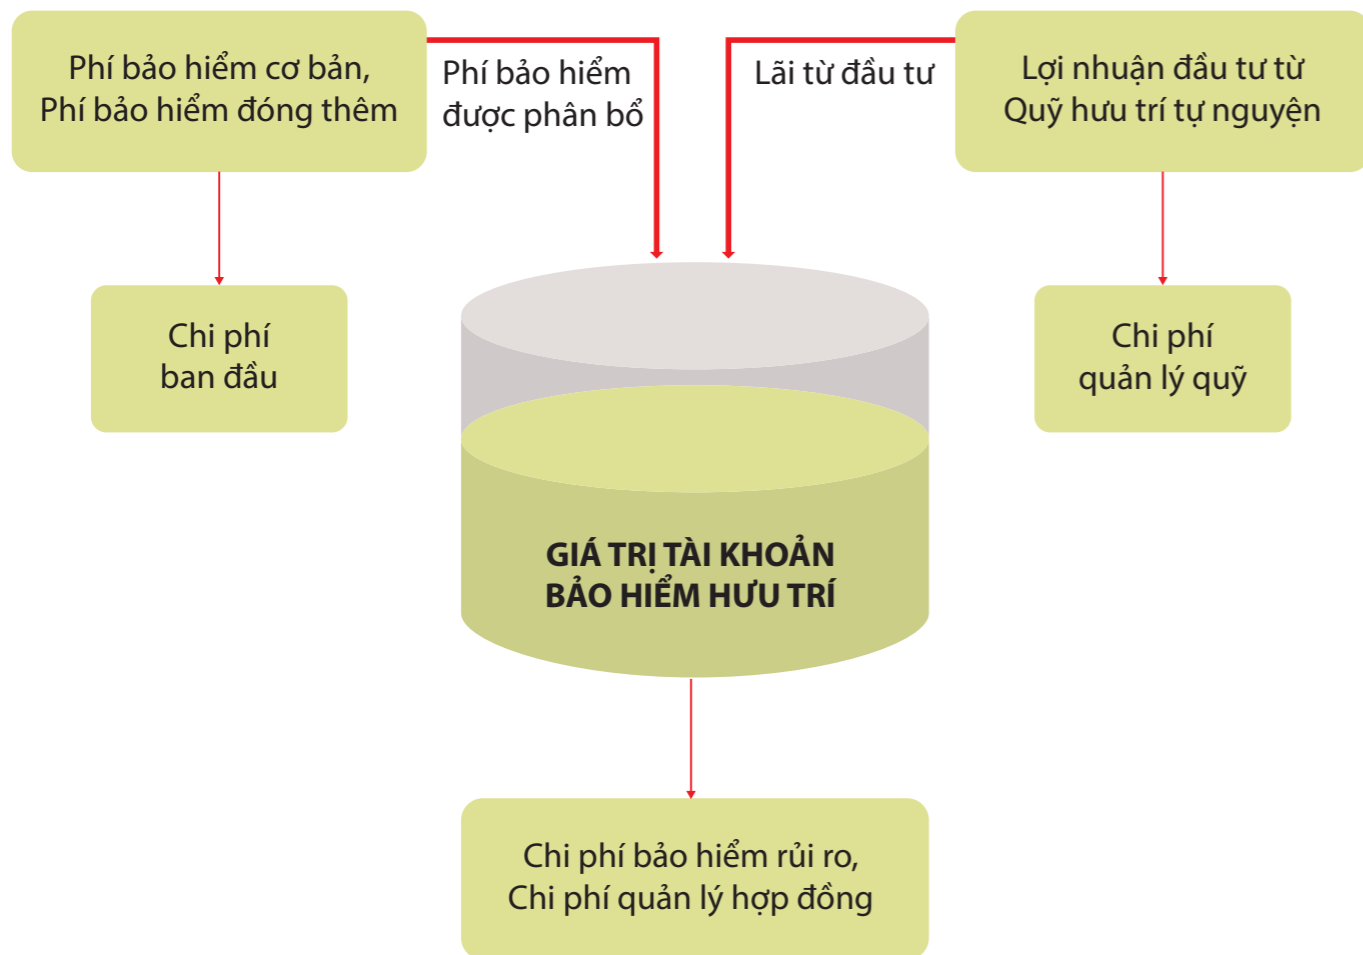 Phí bảo hiểm cơ bản,
Phí bảo hiểm đóng thêm
Phí bảo hiểm
được phân bổ
Lãi từ đầu tư
Lợi nhuận đầu tư từ
Quỹ hưu trí tự nguyện
Chi phí
ban đầu
Chi phí
quản lý quỹ
GIÁ TRỊ TÀI KHOẢN
BẢO HIỂM HƯU TRÍ
Chi phí bảo hiểm rủi ro,
Chi phí quản lý hợp đồng